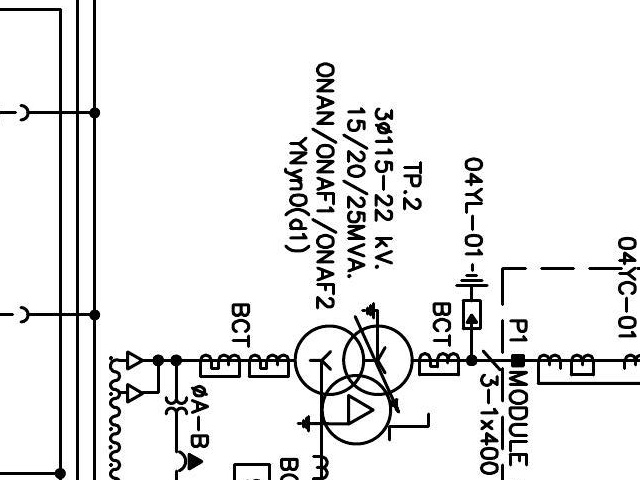 04YC-01
P1
MODULE
3-1x400
04YL-01
BCT
TP.2
3ø115-22 kV.
15/20/25MVA.
ONAN/ONAF1/ONAF2
YNyn0(d1)
BCT
øA-B